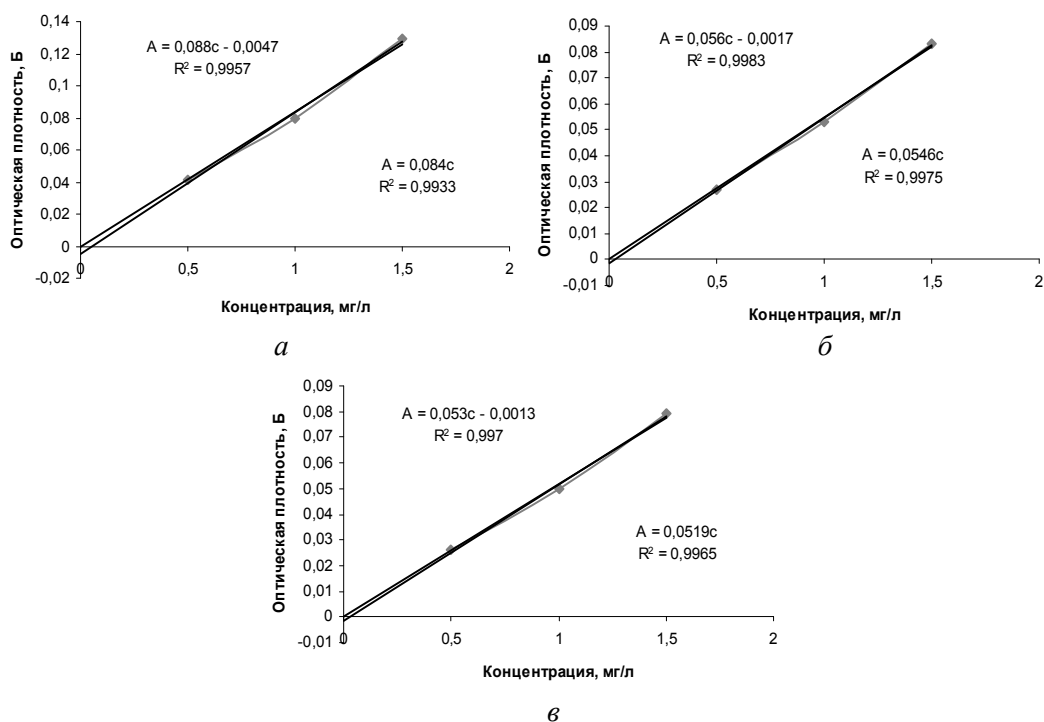 0,14
0,12
0,1
0,08
0,06
0,04
0,02
0
-0,02
Оптическая плотность, Б
A = 0,088c - 0,0047
R² = 0,9957
A = 0,084c
R² = 0,9933
0 0,5 1 1,5 2
Концентрация, мг/л
а
0,09
0,08
0,07
0,06
0,05
0,04
0,03
0,02
0,01
0
-0,01
Оптическая плотность, Б
A = 0,056c - 0,0017
R² = 0,9983
A = 0,0546c
R² = 0,9975
0 0,5 1 1,5 2
Концентрация, мг/л
б
0,09
0,08
0,07
0,06
0,05
0,04
0,03
0,02
0,01
0
-0,01
Оптическая плотность, Б
A = 0,053c - 0,0013
R² = 0,997
A = 0,0519c
R² = 0,9965
0 0,5 1 1,5 2
Концентрация, мг/л
в